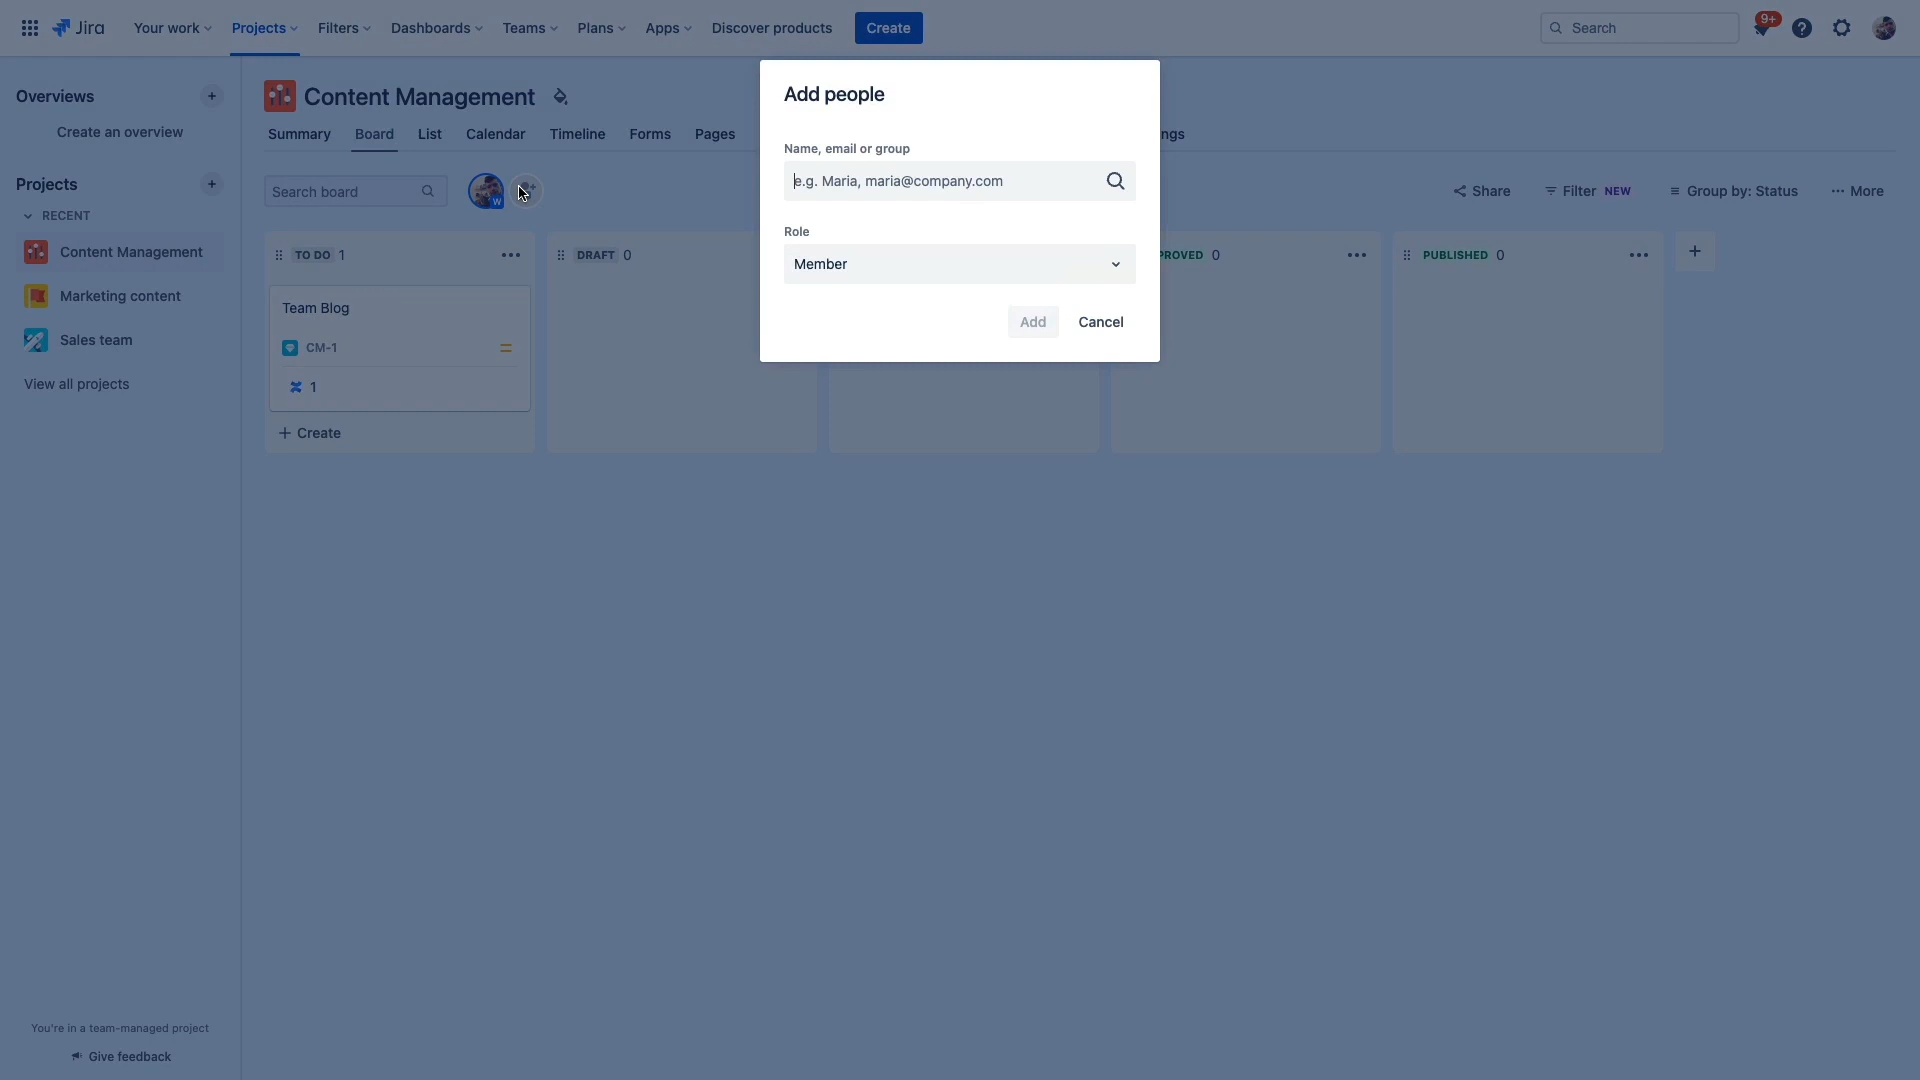 Jira Your work Projects Filters Dashboards Teams Plans Apps Discover products Create Search 9+
Overviews
Create an overview
Projects
RECENT
Content Management
Marketing content
Sales team
View all projects
You're in a team-managed project
Give feedback
Content Management
Summary Board List Calendar Timeline Forms Pages ngs
Search board W Share Filter NEW Group by: Status More
TO DO 1 DRAFT 0 PROVED 0 PUBLISHED 0
Team Blog
CM-1
1
Create
Add people
Name, email or group
e.g. Maria, maria@company.com
Role
Member
Add Cancel